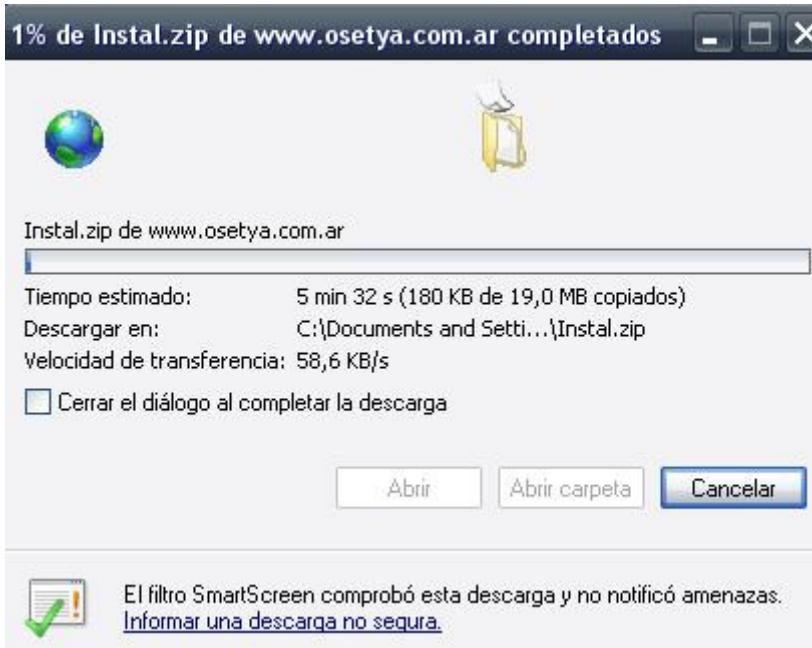 1% de Instal.zip de www.osetya.com.ar completados
Instal.zip de www.osetya.com.ar
Tiempo estimado: 5 min 32 s (180 KB de 19,0 MB copiados)
Descargar en: C:\Documents and Setti...\Instal.zip
Velocidad de transferencia: 58,6 KB/s
Cerrar el diálogo al completar la descarga
Abrir Abrir carpeta Cancelar
El filtro SmartScreen comprobó esta descarga y no notificó amenazas.
Informar una descarga no segura.